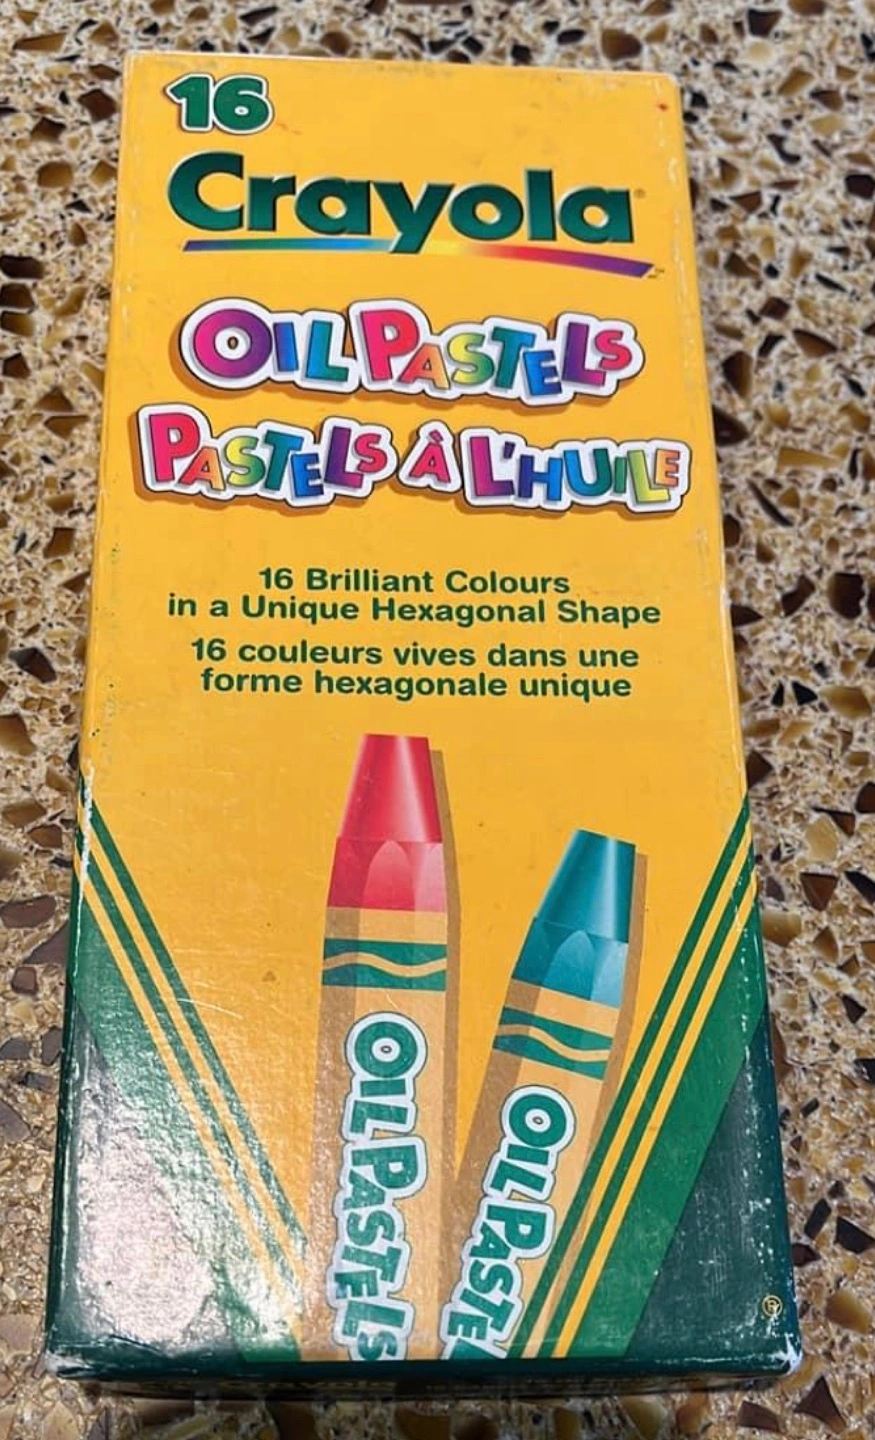 16
Crayola
OIL PASTELS
PASTELS À L'HUILE
16 Brilliant Colours
in a Unique Hexagonal Shape
16 couleurs vives dans une
forme hexagonale unique
OIL PASTELS
OIL PASTEL